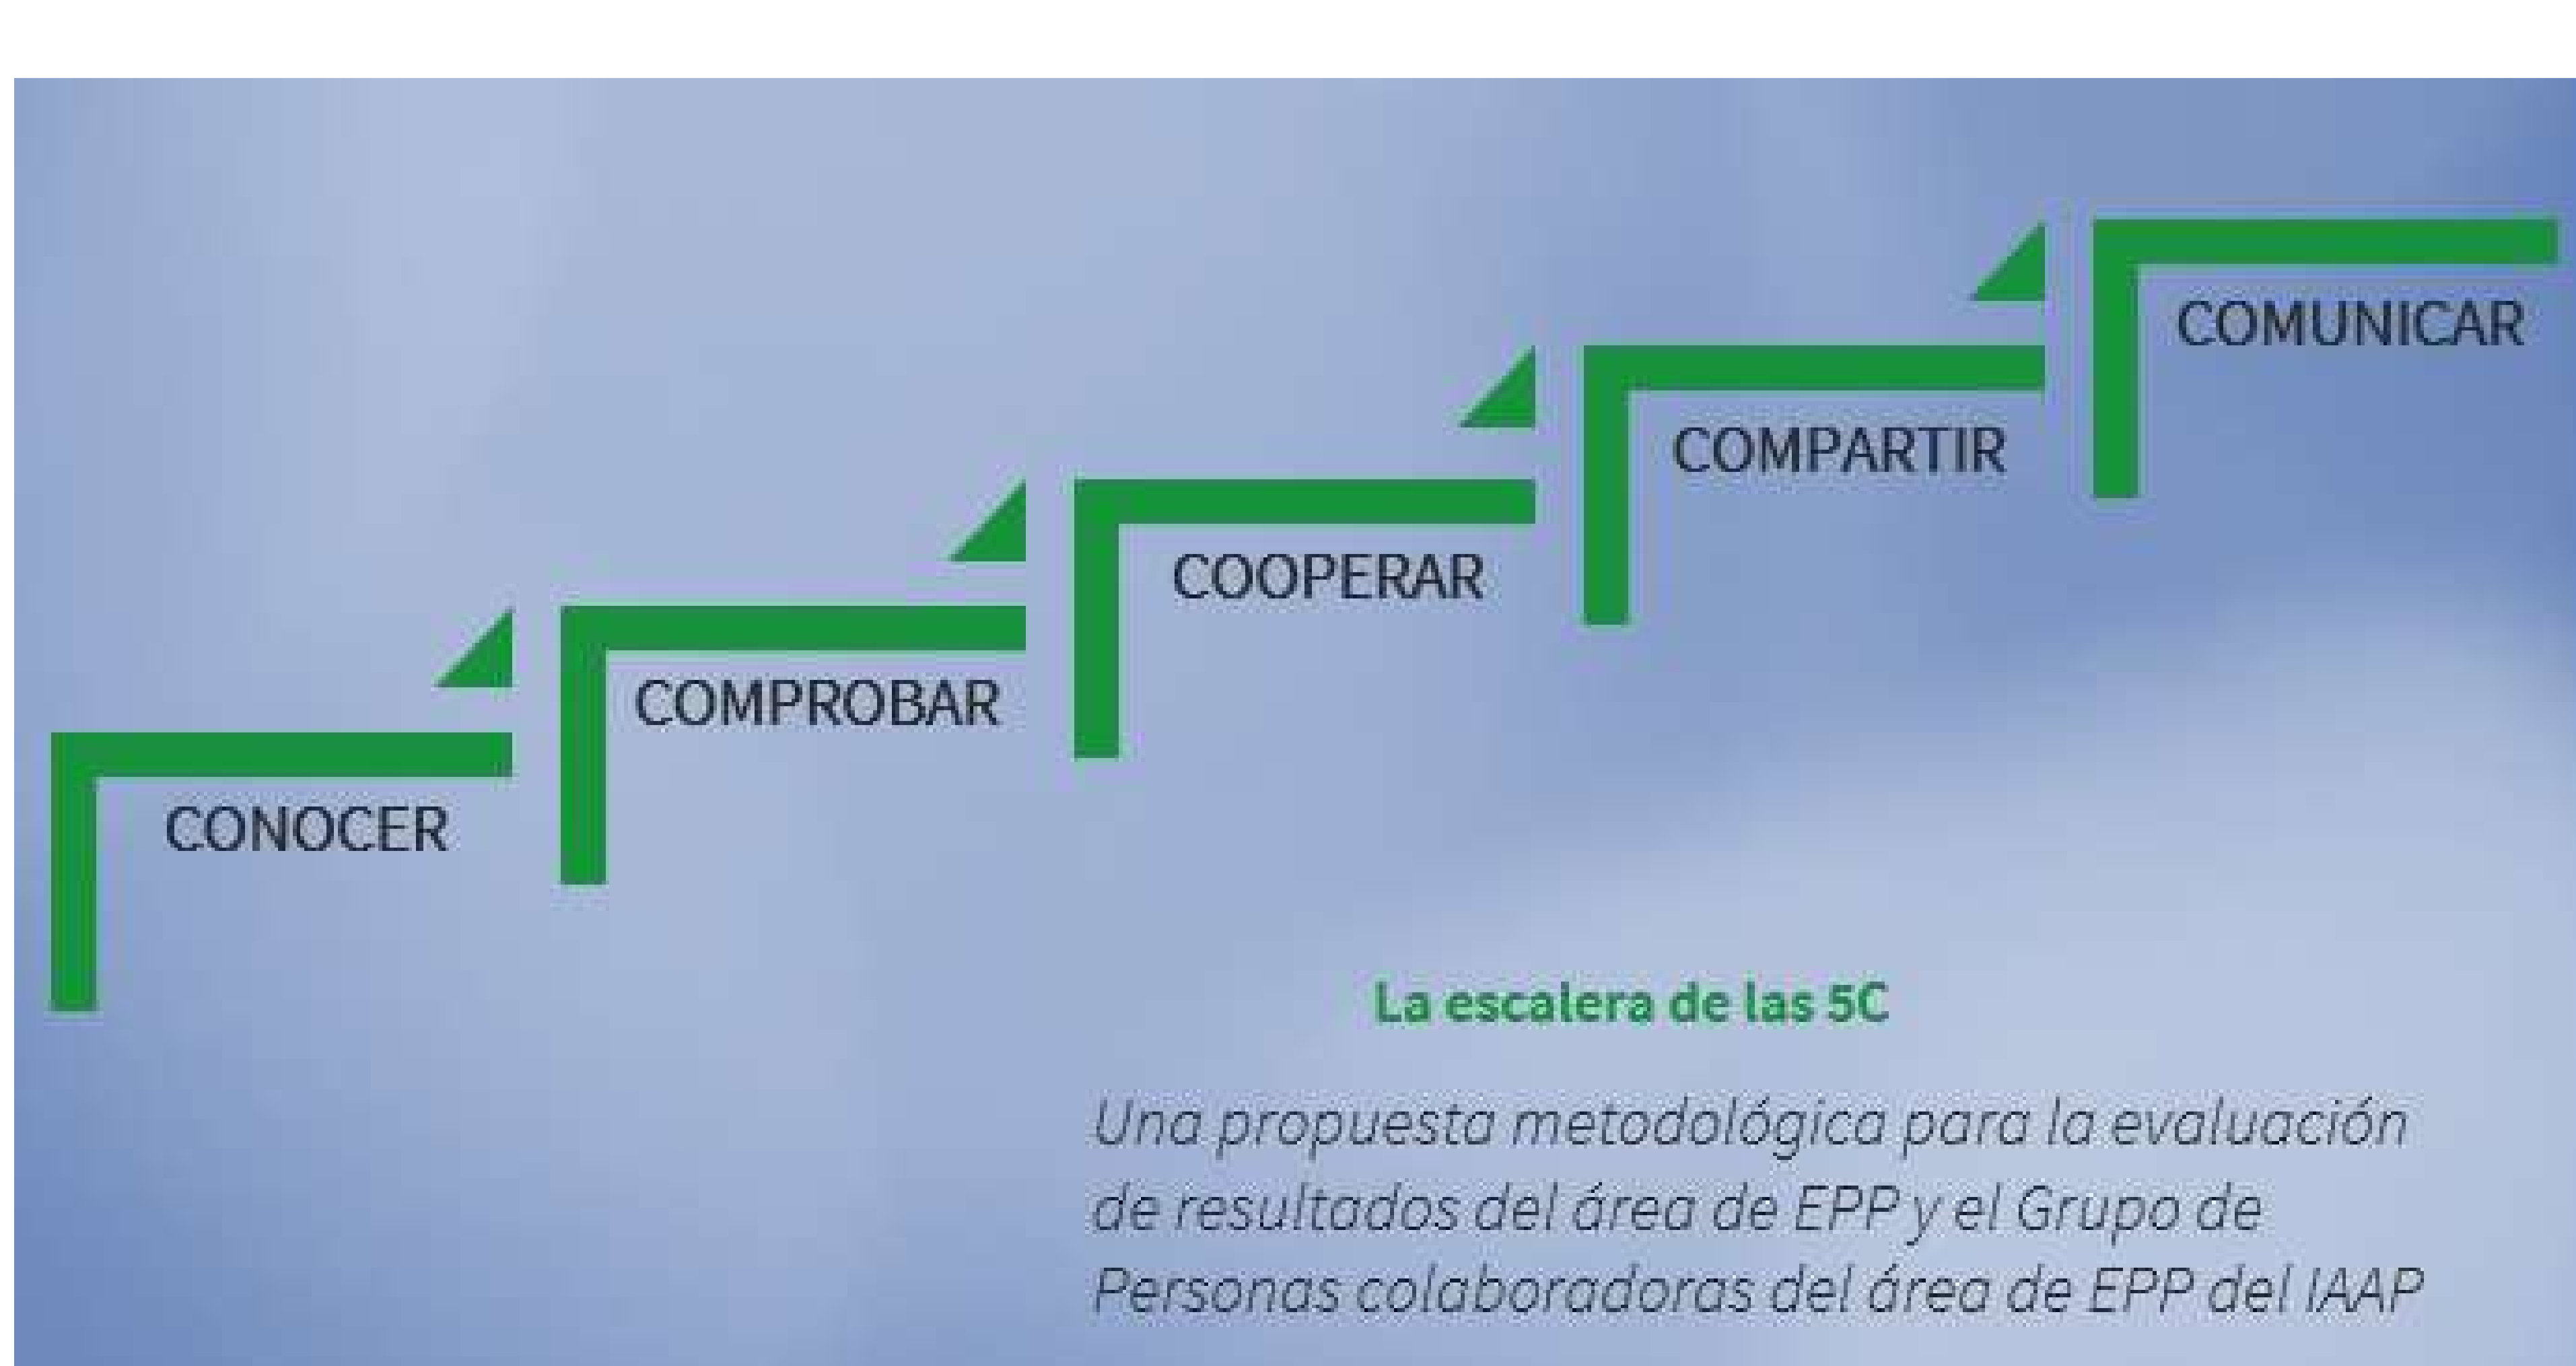 COMUNICAR
COMPARTIR
COOPERAR
COMPROBAR
CONOCER
La escalera de las 5C
Una propuesta metodológica para la evaluación
de resultados del área de EPP y el Grupo de
Personas colaboradoras del área de EPP del IAAP